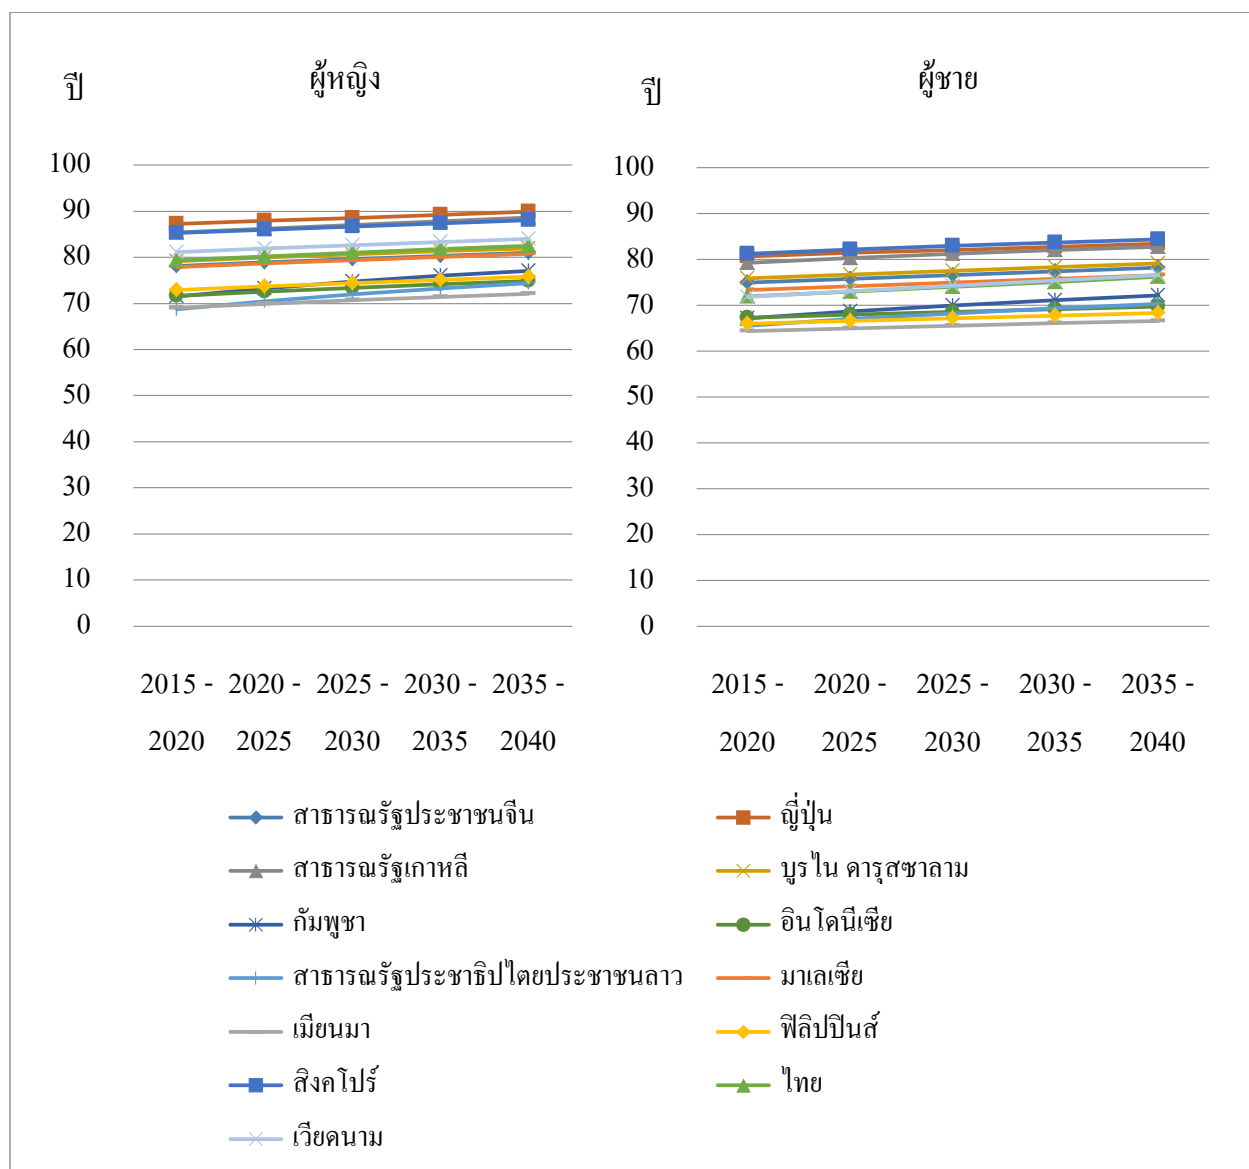 ผู้หญิง
ปี
100
90
80
70
60
50
40
30
20
10
0
2015 - 2020 - 2025 - 2030 - 2035 -
2020 2025 2030 2035 2040
ผู้ชาย
ปี
100
90
80
70
60
50
40
30
20
10
0
2015 - 2020 - 2025 - 2030 - 2035 -
2020 2025 2030 2035 2040
สาธารณรัฐประชาชนจีน
ญี่ปุ่น
สาธารณรัฐเกาหลี
บูรไน ดารุสซาลาม
กัมพูชา
อินโดนีเซีย
สาธารณรัฐประชาธิปไตยประชาชนลาว
มาเลเซีย
เมียนมา
ฟิลิปปินส์
สิงคโปร์
ไทย
เวียดนาม